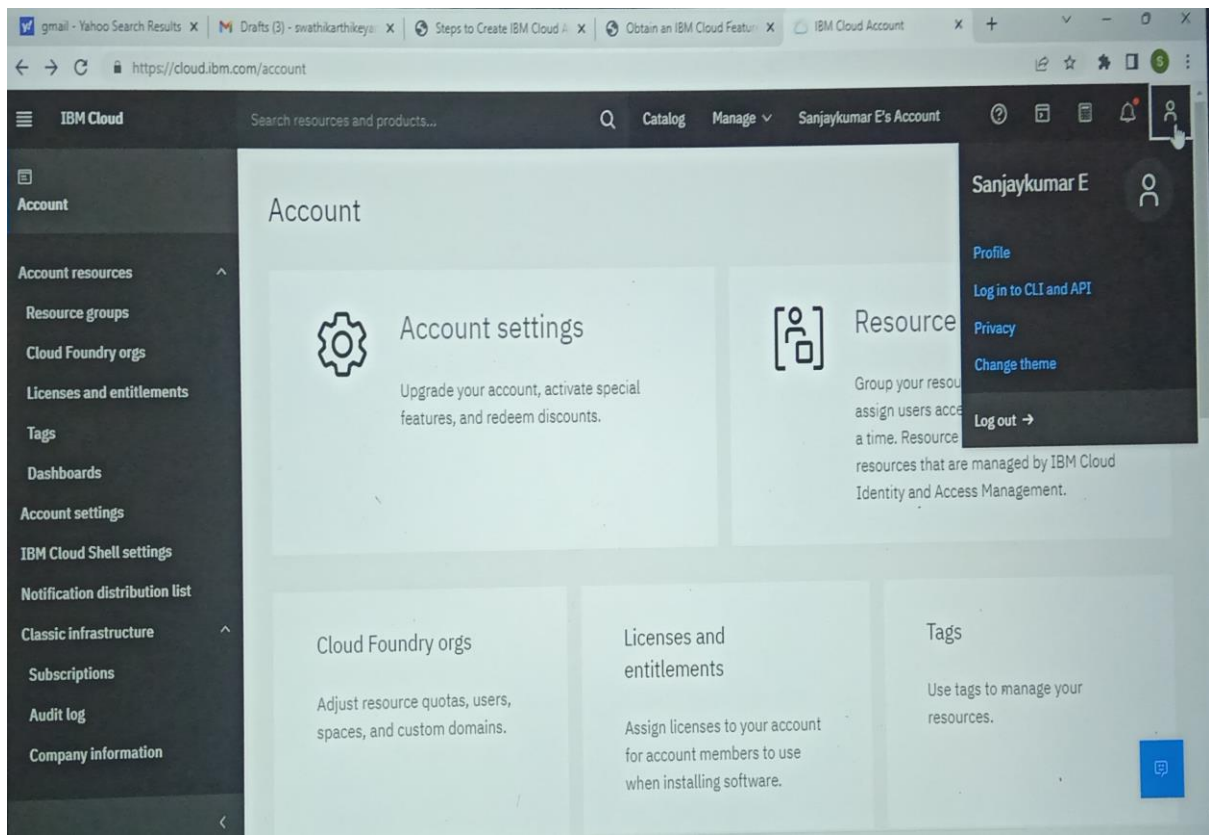 gmail - Yahoo Search Results
Drafts (3) - swathikarthikeya
Steps to Create IBM Cloud A
Obtain an IBM Cloud Featur
IBM Cloud Account
https://cloud.ibm.com/account
S
IBM Cloud
Search resources and products...
Catalog
Manage
Sanjaykumar E's Account
Account
Account resources
Resource groups
Cloud Foundry orgs
Licenses and entitlements
Tags
Dashboards
Account settings
IBM Cloud Shell settings
Notification distribution list
Classic infrastructure
Subscriptions
Audit log
Company information
Account
Account settings
Upgrade your account, activate special
features, and redeem discounts.
Resource
Group your resou
assign users acce
a time. Resource
resources that are managed by IBM Cloud
Identity and Access Management.
Sanjaykumar E
Profile
Log in to CLI and API
Privacy
Change theme
Log out →
Cloud Foundry orgs
Adjust resource quotas, users,
spaces, and custom domains.
Licenses and
entitlements
Assign licenses to your account
for account members to use
when installing software.
Tags
Use tags to manage your
resources.